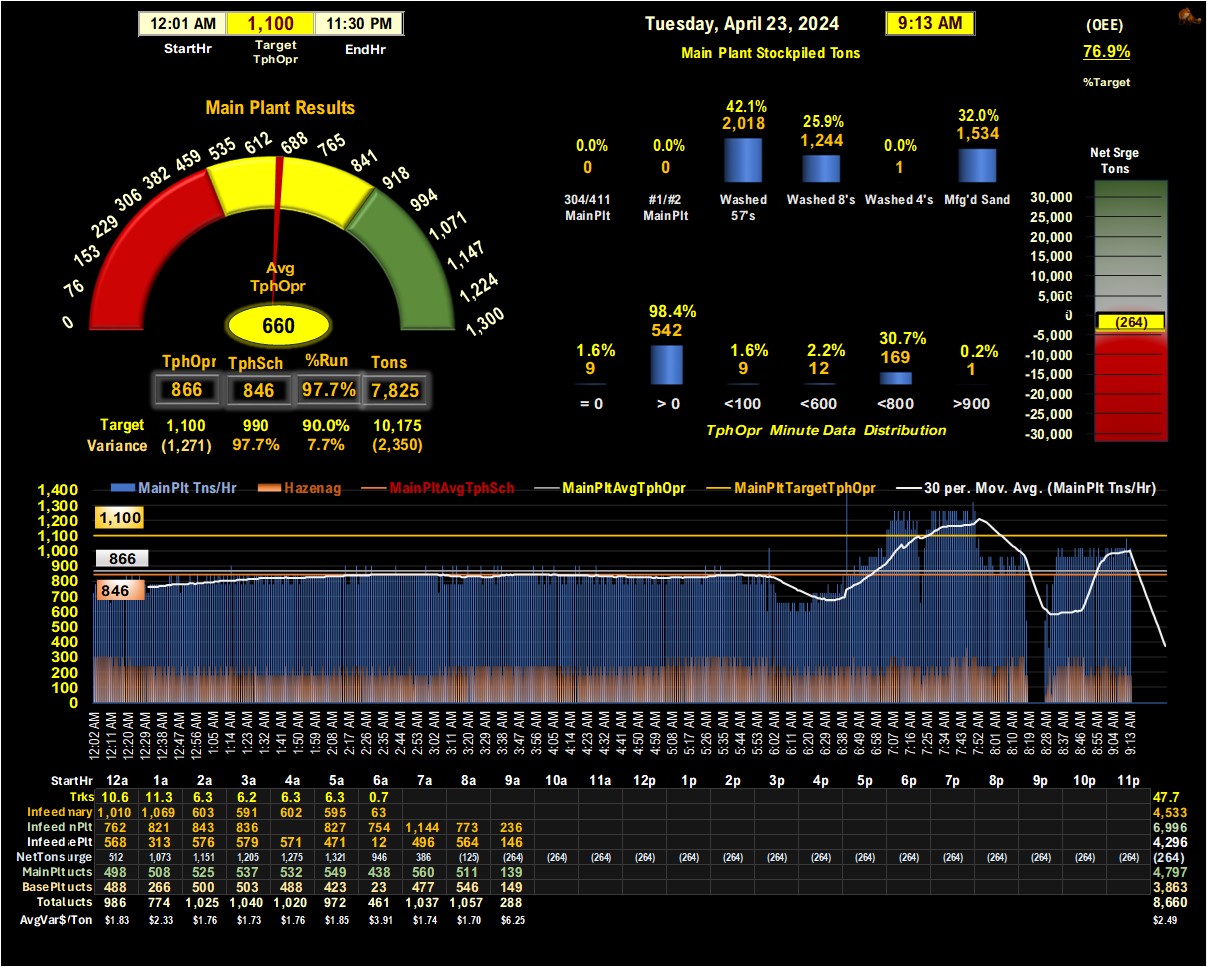 12:01 AM 1,100 11:30 PM
StartHr Target TphOpr EndHr
Tuesday, April 23, 2024 9:13 AM
Main Plant Stockpiled Tons
(OEE)
76.9%
%Target
Main Plant Results
0 76 153 229 306 382 459 535 612 688 765 841 918 994 1,071 1,147 1,224 1,300
Avg
TphOpr
660
TphOpr TphSch %Run Tons
866 846 97.7% 7,825
Target 1,100 990 90.0% 10,175
Variance (1,271) 97.7% 7.7% (2,350)
0.0% 0.0% 42.1% 25.9% 0.0% 32.0%
0 0 2,018 1,244 1 1,534
304/411 MainPlt #1/#2 MainPlt Washed 57's Washed 8's Washed 4's Mfg'd Sand
1.6% 98.4% 1.6% 2.2% 30.7% 0.2%
9 542 9 12 169 1
= 0 > 0 <100 <600 <800 >900
TphOpr Minute Data Distribution
Net Srge
Tons
30,000
25,000
20,000
15,000
10,000
5,000
0
(264)
-5,000
-10,000
-15,000
-20,000
-25,000
-30,000
MainPlt Tns/Hr Hazenag MainPltAvgTphSch MainPltAvgTphOpr MainPltTargetTphOpr 30 per. Mov. Avg. (MainPlt Tns/Hr)
1,400
1,300
1,100
1,100
1,000
866
900
800
846
700
600
500
400
300
200
100
0
12:02 AM 12:11 AM 12:20 AM 12:29 AM 12:38 AM 12:47 AM 12:56 AM 1:05 AM 1:14 AM 1:23 AM 1:32 AM 1:41 AM 1:50 AM 1:59 AM 2:08 AM 2:17 AM 2:26 AM 2:35 AM 2:44 AM 2:53 AM 3:02 AM 3:11 AM 3:20 AM 3:29 AM 3:38 AM 3:47 AM 3:56 AM 4:05 AM 4:14 AM 4:23 AM 4:32 AM 4:41 AM 4:50 AM 4:59 AM 5:08 AM 5:17 AM 5:26 AM 5:35 AM 5:44 AM 5:53 AM 6:02 AM 6:11 AM 6:20 AM 6:29 AM 6:38 AM 6:49 AM 6:58 AM 7:07 AM 7:16 AM 7:25 AM 7:34 AM 7:43 AM 7:52 AM 8:01 AM 8:10 AM 8:19 AM 8:28 AM 8:37 AM 8:46 AM 8:55 AM 9:04 AM 9:13 AM
StartHr 12a 1a 2a 3a 4a 5a 6a 7a 8a 9a 10a 11a 12p 1p 2p 3p 4p 5p 6p 7p 8p 9p 10p 11p
Trks 10.6 11.3 6.3 6.2 6.3 6.3 0.7 47.7
Infeed mary 1,010 1,069 603 591 602 595 63 4,533
Infeed nPlt 762 821 843 836 827 754 1,144 773 236 6,996
Infeed ePlt 568 313 576 579 571 471 12 496 564 146 4,296
NetTons urge 512 1,073 1,151 1,205 1,275 1,321 946 386 (125) (264) (264) (264) (264) (264) (264) (264) (264) (264) (264) (264) (264) (264) (264) (264) (264)
MainPlt ucts 498 508 525 537 532 549 438 560 511 139 4,797
BasePlt ucts 488 266 500 503 488 423 23 477 546 149 3,863
Total ucts 986 774 1,025 1,040 1,020 972 461 1,037 1,057 288 8,660
AvgVar$/Ton $1.83 $2.33 $1.76 $1.73 $1.76 $1.85 $3.91 $1.74 $1.70 $6.25 $2.49